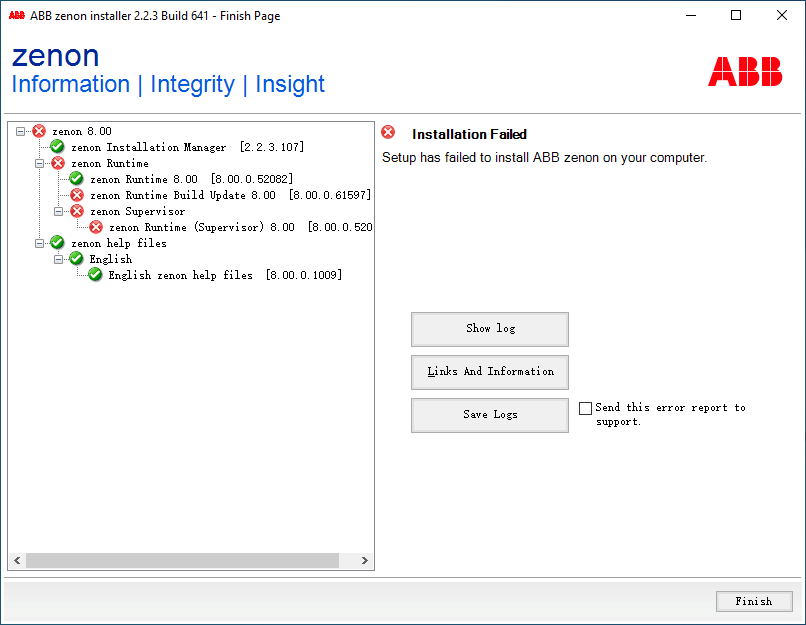 ABB ABB zenon installer 2.2.3 Build 641 - Finish Page
zenon
Information | Integrity | Insight
ABB
zenon 8.00
zenon Installation Manager [2.2.3.107]
zenon Runtime
zenon Runtime 8.00 [8.00.0.52082]
zenon Runtime Build Update 8.00 [8.00.0.61597]
zenon Supervisor
zenon Runtime (Supervisor) 8.00 [8.00.0.520
zenon help files
English
English zenon help files [8.00.0.1009]
Installation Failed
Setup has failed to install ABB zenon on your computer.
Show log
Links And Information
Save Logs
Send this error report to
support.
Finish